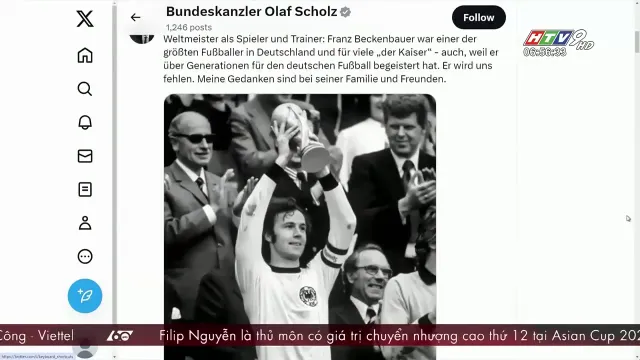 Bundeskanzler Olaf Scholz
1,246 posts
Follow
HTV9 HD
06:56:33
Weltmeister als Spieler und Trainer: Franz Beckenbauer war einer der
größten Fußballer in Deutschland und für viele „der Kaiser" - auch, weil er
über Generationen für den deutschen Fußball begeistert hat. Er wird uns
fehlen. Meine Gedanken sind bei seiner Familie und Freunden.
Công - Viettel 60 Filip Nguyễn là thủ môn có giá trị chuyển nhượng cao thứ 12 tại Asian Cup 202